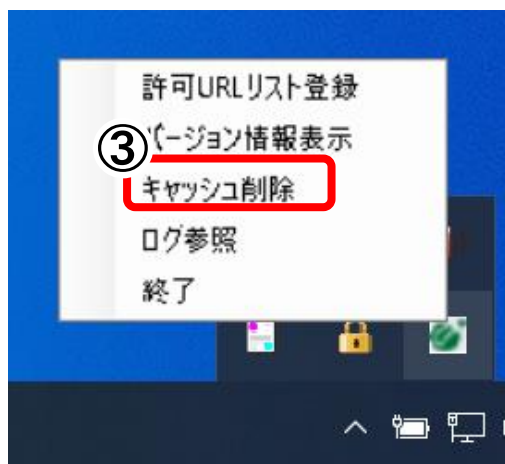 許可URLリスト登録
バージョン情報表示
③
キャッシュ削除
ログ参照
終了